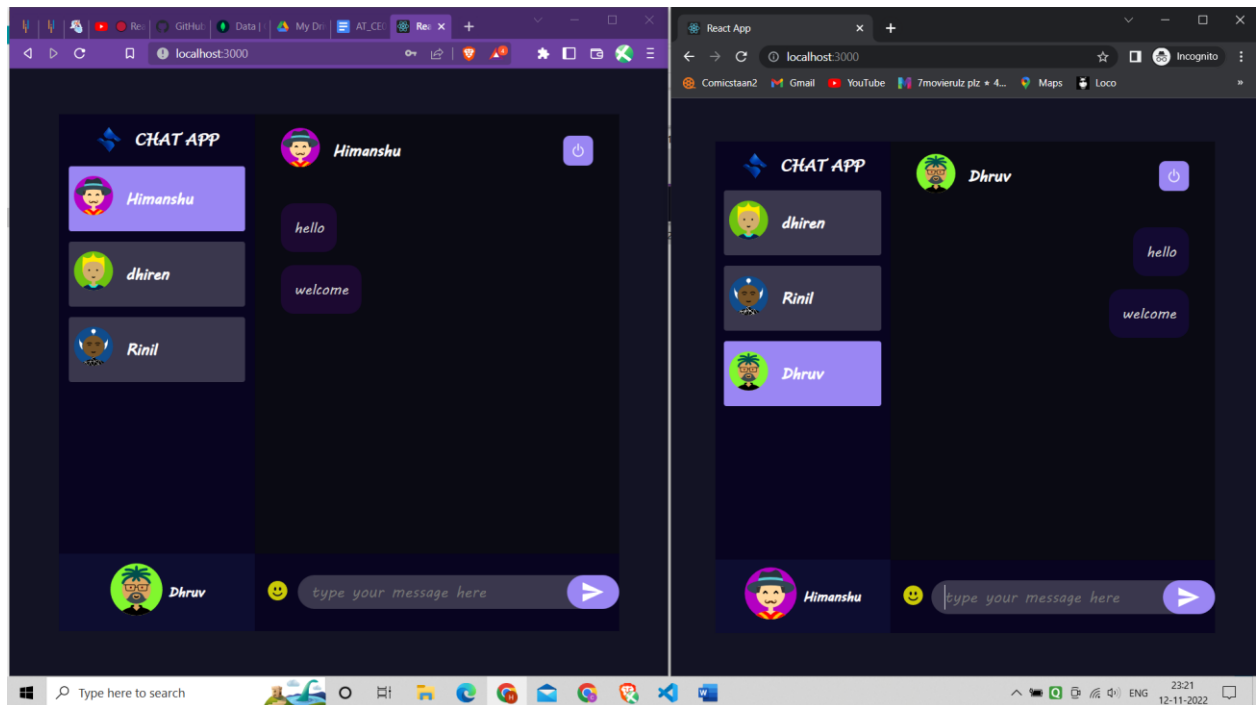 Rea
GitHub
Data |
My Dri
AT_CEC
Rea
localhost:3000
CHAT APP
Himanshu
dhiren
Rinil
Dhruv
Himanshu
hello
welcome
type your message here
React App
localhost:3000
Incognito
Comicstaan2
Gmail
YouTube
7movierulz plz ⭑ 4...
Maps
Loco
»
CHAT APP
dhiren
Rinil
Dhruv
Himanshu
Dhruv
hello
welcome
type your message here
Type here to search
ENG
23:21
12-11-2022